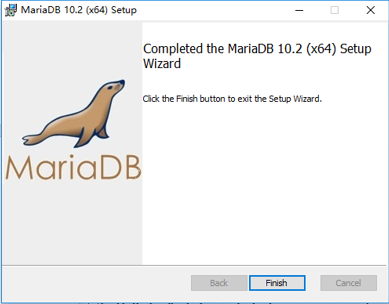 MariaDB 10.2 (x64) Setup
Completed the MariaDB 10.2 (x64) Setup
Wizard
Click the Finish button to exit the Setup Wizard.
MariaDB
Back
Finish
Cancel